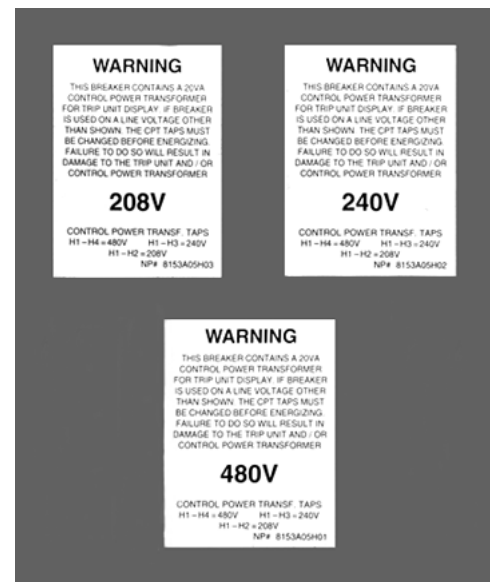 WARNING
THIS BREAKER CONTAINS A 20VA
CONTROL POWER TRANSFORMER
FOR TRIP UNIT DISPLAY. IF BREAKER
IS USED ON A LINE VOLTAGE OTHER
THAN SHOWN. THE CPT TAPS MUST
BE CHANGED BEFORE ENERGIZING.
FAILURE TO DO SO WILL RESULT IN
DAMAGE TO THE TRIP UNIT AND / OR
CONTROL POWER TRANSFORMER
208V
CONTROL POWER TRANSF. TAPS
H1-H4=480V H1-H3=240V
H1-H2=208V
NP# 8153A05H03
WARNING
THIS BREAKER CONTAINS A 20VA
CONTROL POWER TRANSFORMER
FOR TRIP UNIT DISPLAY. IF BREAKER
IS USED ON A LINE VOLTAGE OTHER
THAN SHOWN. THE CPT TAPS MUST
BE CHANGED BEFORE ENERGIZING.
FAILURE TO DO SO WILL RESULT IN
DAMAGE TO THE TRIP UNIT AND / OR
CONTROL POWER TRANSFORMER
240V
CONTROL POWER TRANSF. TAPS
H1-H4=480V H1-H3=240V
H1-H2=208V
NP# 8153A05H02
WARNING
THIS BREAKER CONTAINS A 20VA
CONTROL POWER TRANSFORMER
FOR TRIP UNIT DISPLAY. IF BREAKER
IS USED ON A LINE VOLTAGE OTHER
THAN SHOWN. THE CPT TAPS MUST
BE CHANGED BEFORE ENERGIZING.
FAILURE TO DO SO WILL RESULT IN
DAMAGE TO THE TRIP UNIT AND / OR
CONTROL POWER TRANSFORMER
480V
CONTROL POWER TRANSF. TAPS
H1-H4=480V H1-H3=240V
H1-H2=208V
NP# 8153A05H01